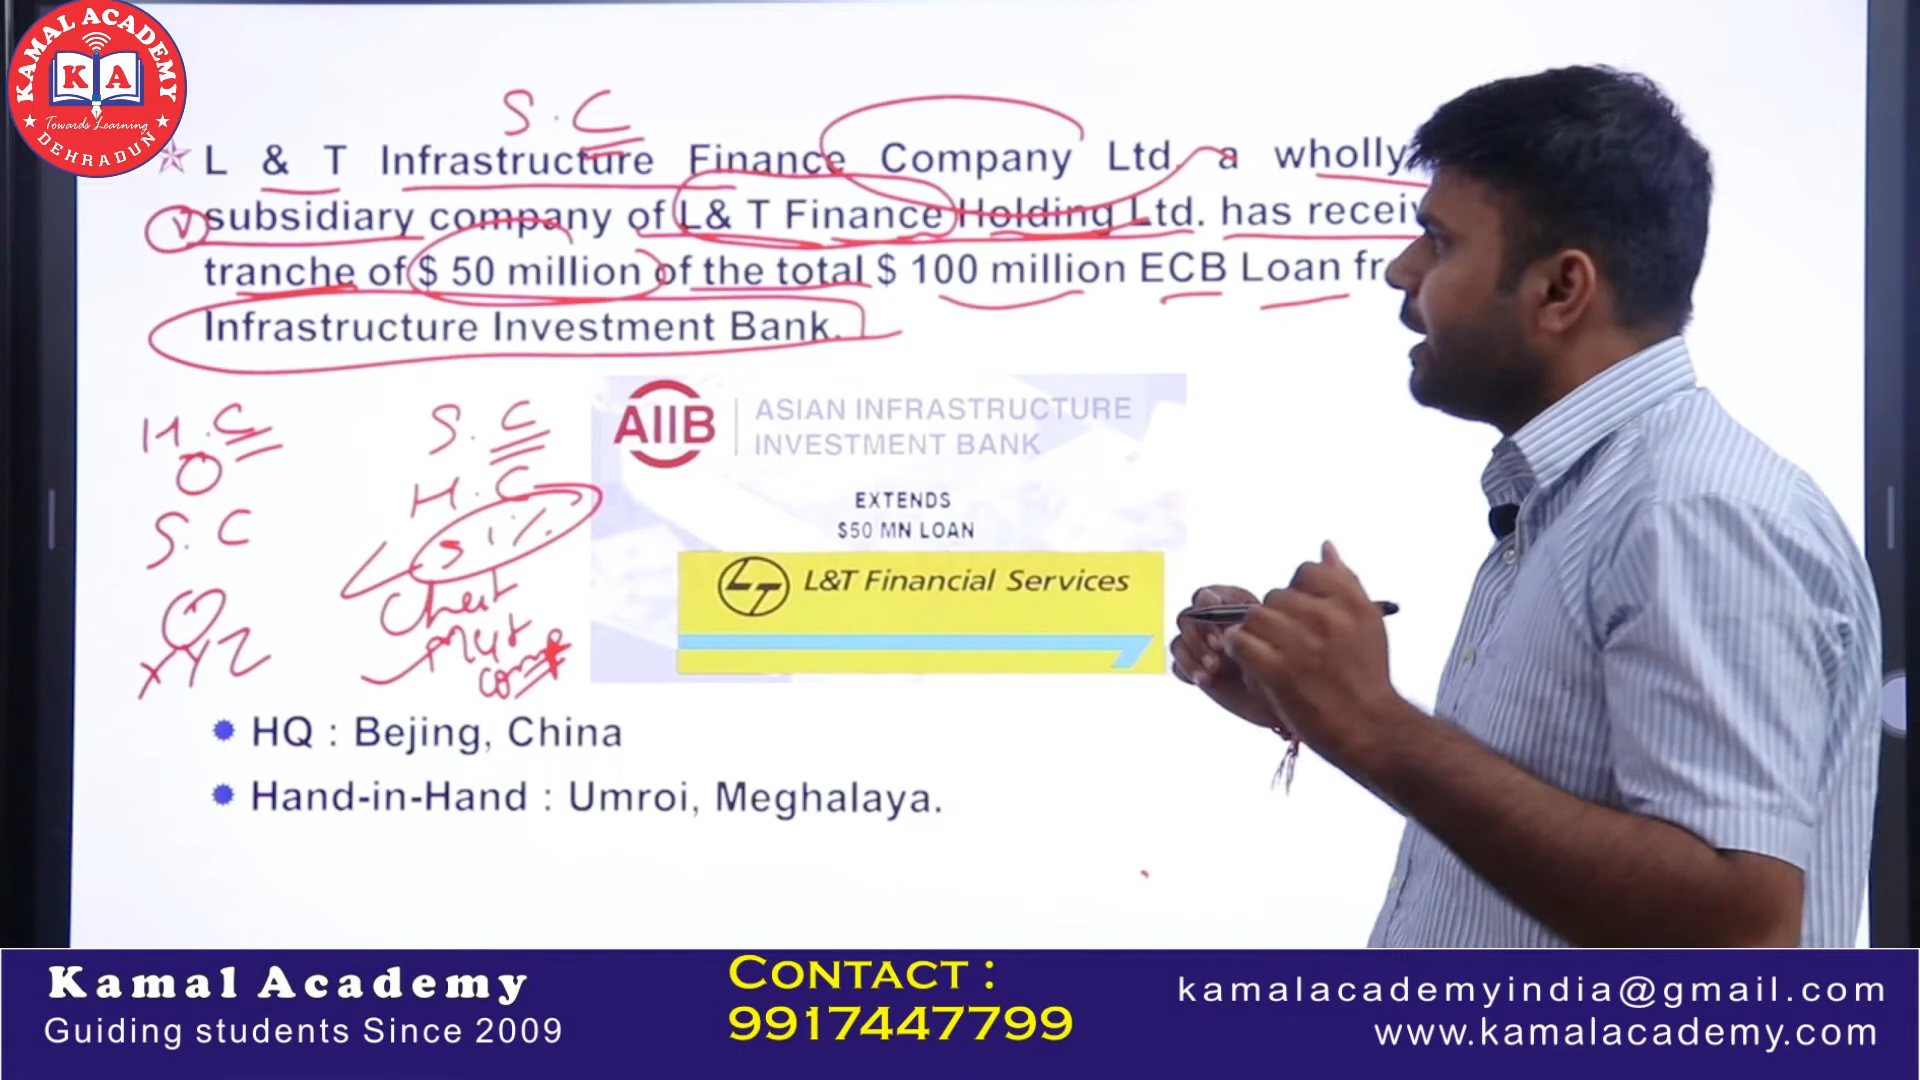 KAMAL ACADEMY
K A
Towards Learning
DEHRADUN
S.C
L & T Infrastructure Finance Company Ltd a wholly
subsidiary company of L& T Finance Holding Ltd. has receiv
tranche of $ 50 million of the total $ 100 million ECB Loan fr
Infrastructure Investment Bank.
H.C
S.C
XYZ
S.C
H.C
51%
AIIB
ASIAN INFRASTRUCTURE
INVESTMENT BANK
EXTENDS
$50 MN LOAN
L&T Financial Services
HQ : Bejing, China
Hand-in-Hand : Umroi, Meghalaya.
Kamal Academy
Guiding students Since 2009
CONTACT :
9917447799
kamalacademyindia@gmail.com
www.kamalacademy.com